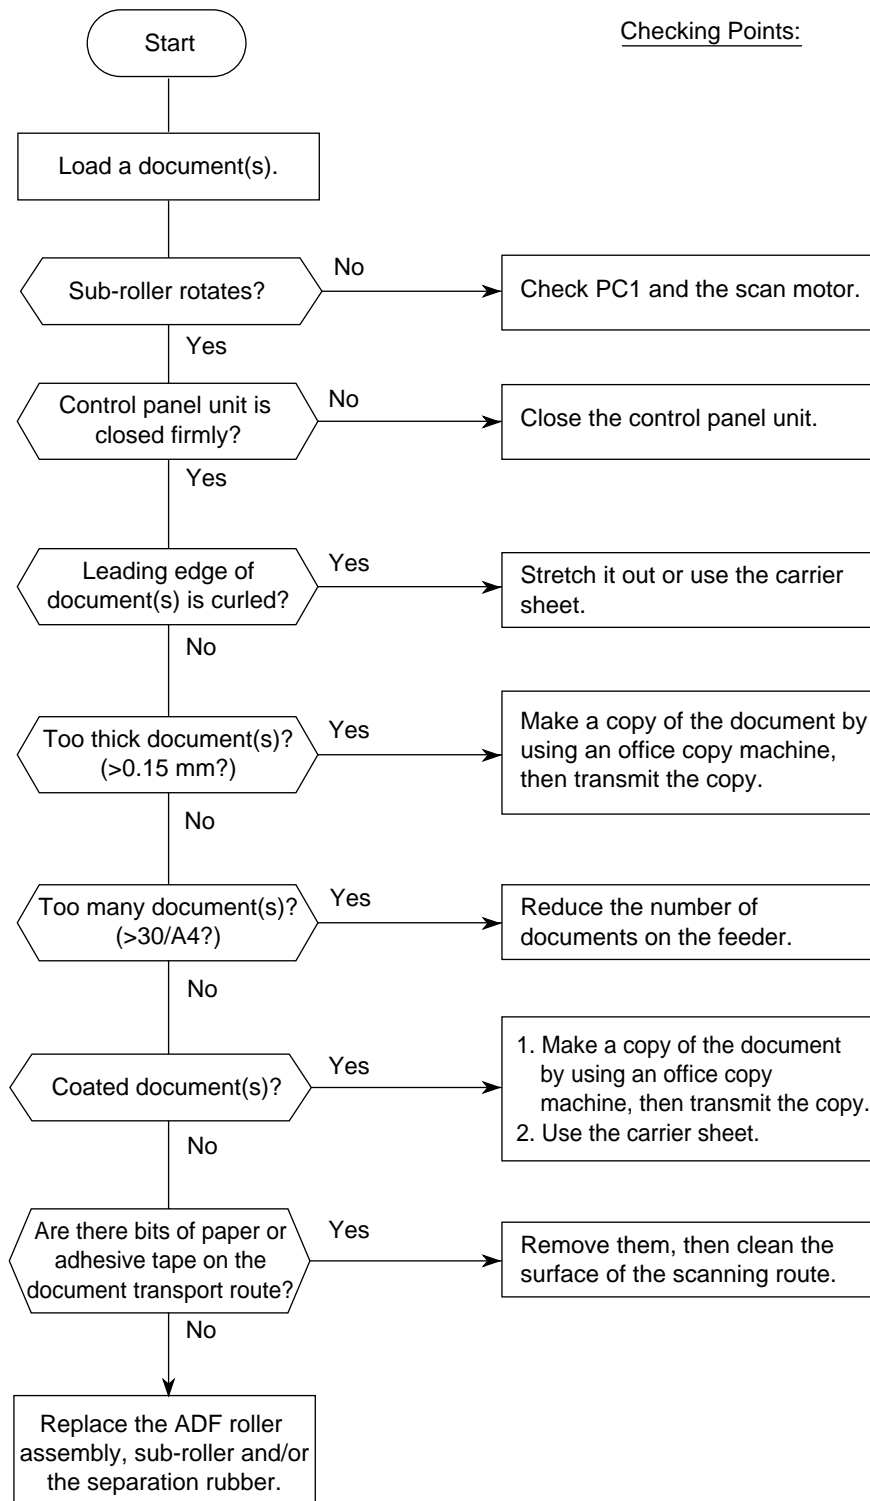 Start
Checking Points:
Load a document(s).
Sub-roller rotates?
No
Check PC1 and the scan motor.
Yes
Control panel unit is
closed firmly?
No
Close the control panel unit.
Yes
Leading edge of
document(s) is curled?
Yes
Stretch it out or use the carrier
sheet.
No
Too thick document(s)?
(>0.15 mm?)
Yes
Make a copy of the document by
using an office copy machine,
then transmit the copy.
No
Too many document(s)?
(>30/A4?)
Yes
Reduce the number of
documents on the feeder.
No
Coated document(s)?
Yes
1. Make a copy of the document
by using an office copy
machine, then transmit the copy.
2. Use the carrier sheet.
No
Are there bits of paper or
adhesive tape on the
document transport route?
Yes
Remove them, then clean the
surface of the scanning route.
No
Replace the ADF roller
assembly, sub-roller and/or
the separation rubber.